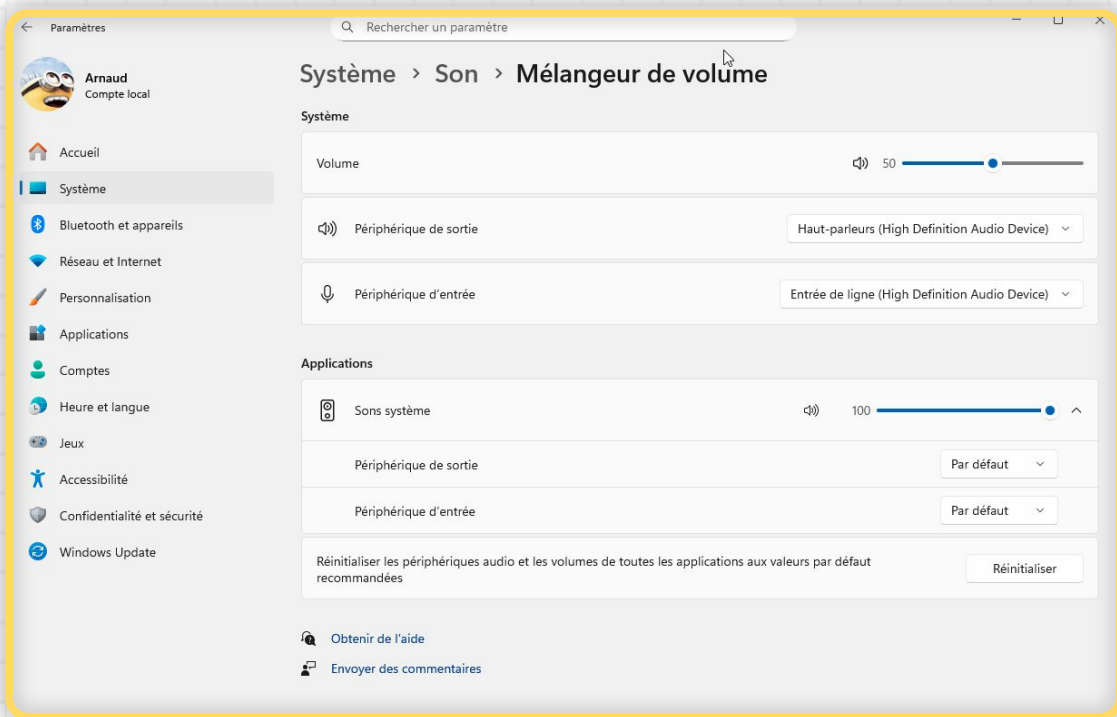 Paramètres
Rechercher un paramètre
Arnaud
Compte local
Accueil
Système
Bluetooth et appareils
Réseau et Internet
Personnalisation
Applications
Comptes
Heure et langue
Jeux
Accessibilité
Confidentialité et sécurité
Windows Update
Système > Son > Mélangeur de volume
Système
Volume 50
Périphérique de sortie Haut-parleurs (High Definition Audio Device)
Périphérique d'entrée Entrée de ligne (High Definition Audio Device)
Applications
Sons système 100
Périphérique de sortie Par défaut
Périphérique d'entrée Par défaut
Réinitialiser les périphériques audio et les volumes de toutes les applications aux valeurs par défaut
recommandées
Réinitialiser
Obtenir de l'aide
Envoyer des commentaires